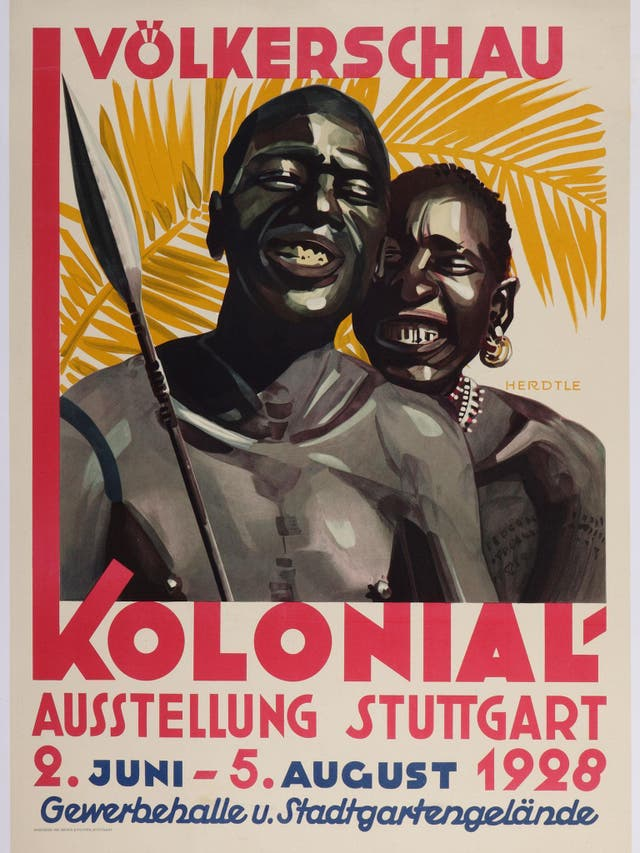 VÖLKERSCHAU
HERDTLE
KOLONIAL-
AUSSTELLUNG STUTTGART
2. JUNI - 5. AUGUST 1928
Gewerbehalle u. Stadtgartengelände